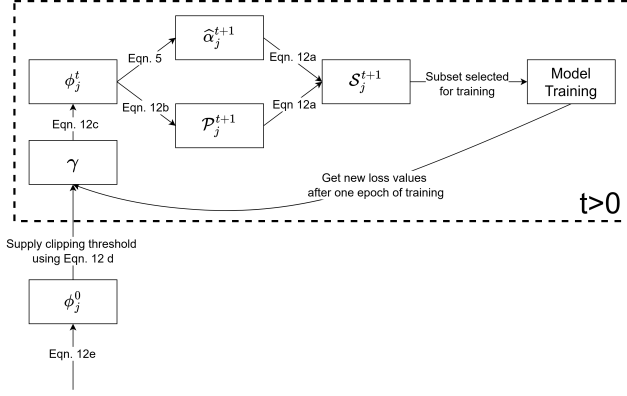 α̂_j^{t+1}
Eqn. 5
Eqn. 12a
ϕ_j^t
S_j^{t+1}
Subset selected
for training
Model
Training
Eqn. 12b
Eqn 12a
P_j^{t+1}
Eqn. 12c
γ
Get new loss values
after one epoch of training
t>0
Supply clipping threshold
using Eqn. 12 d
ϕ_j^0
Eqn. 12e